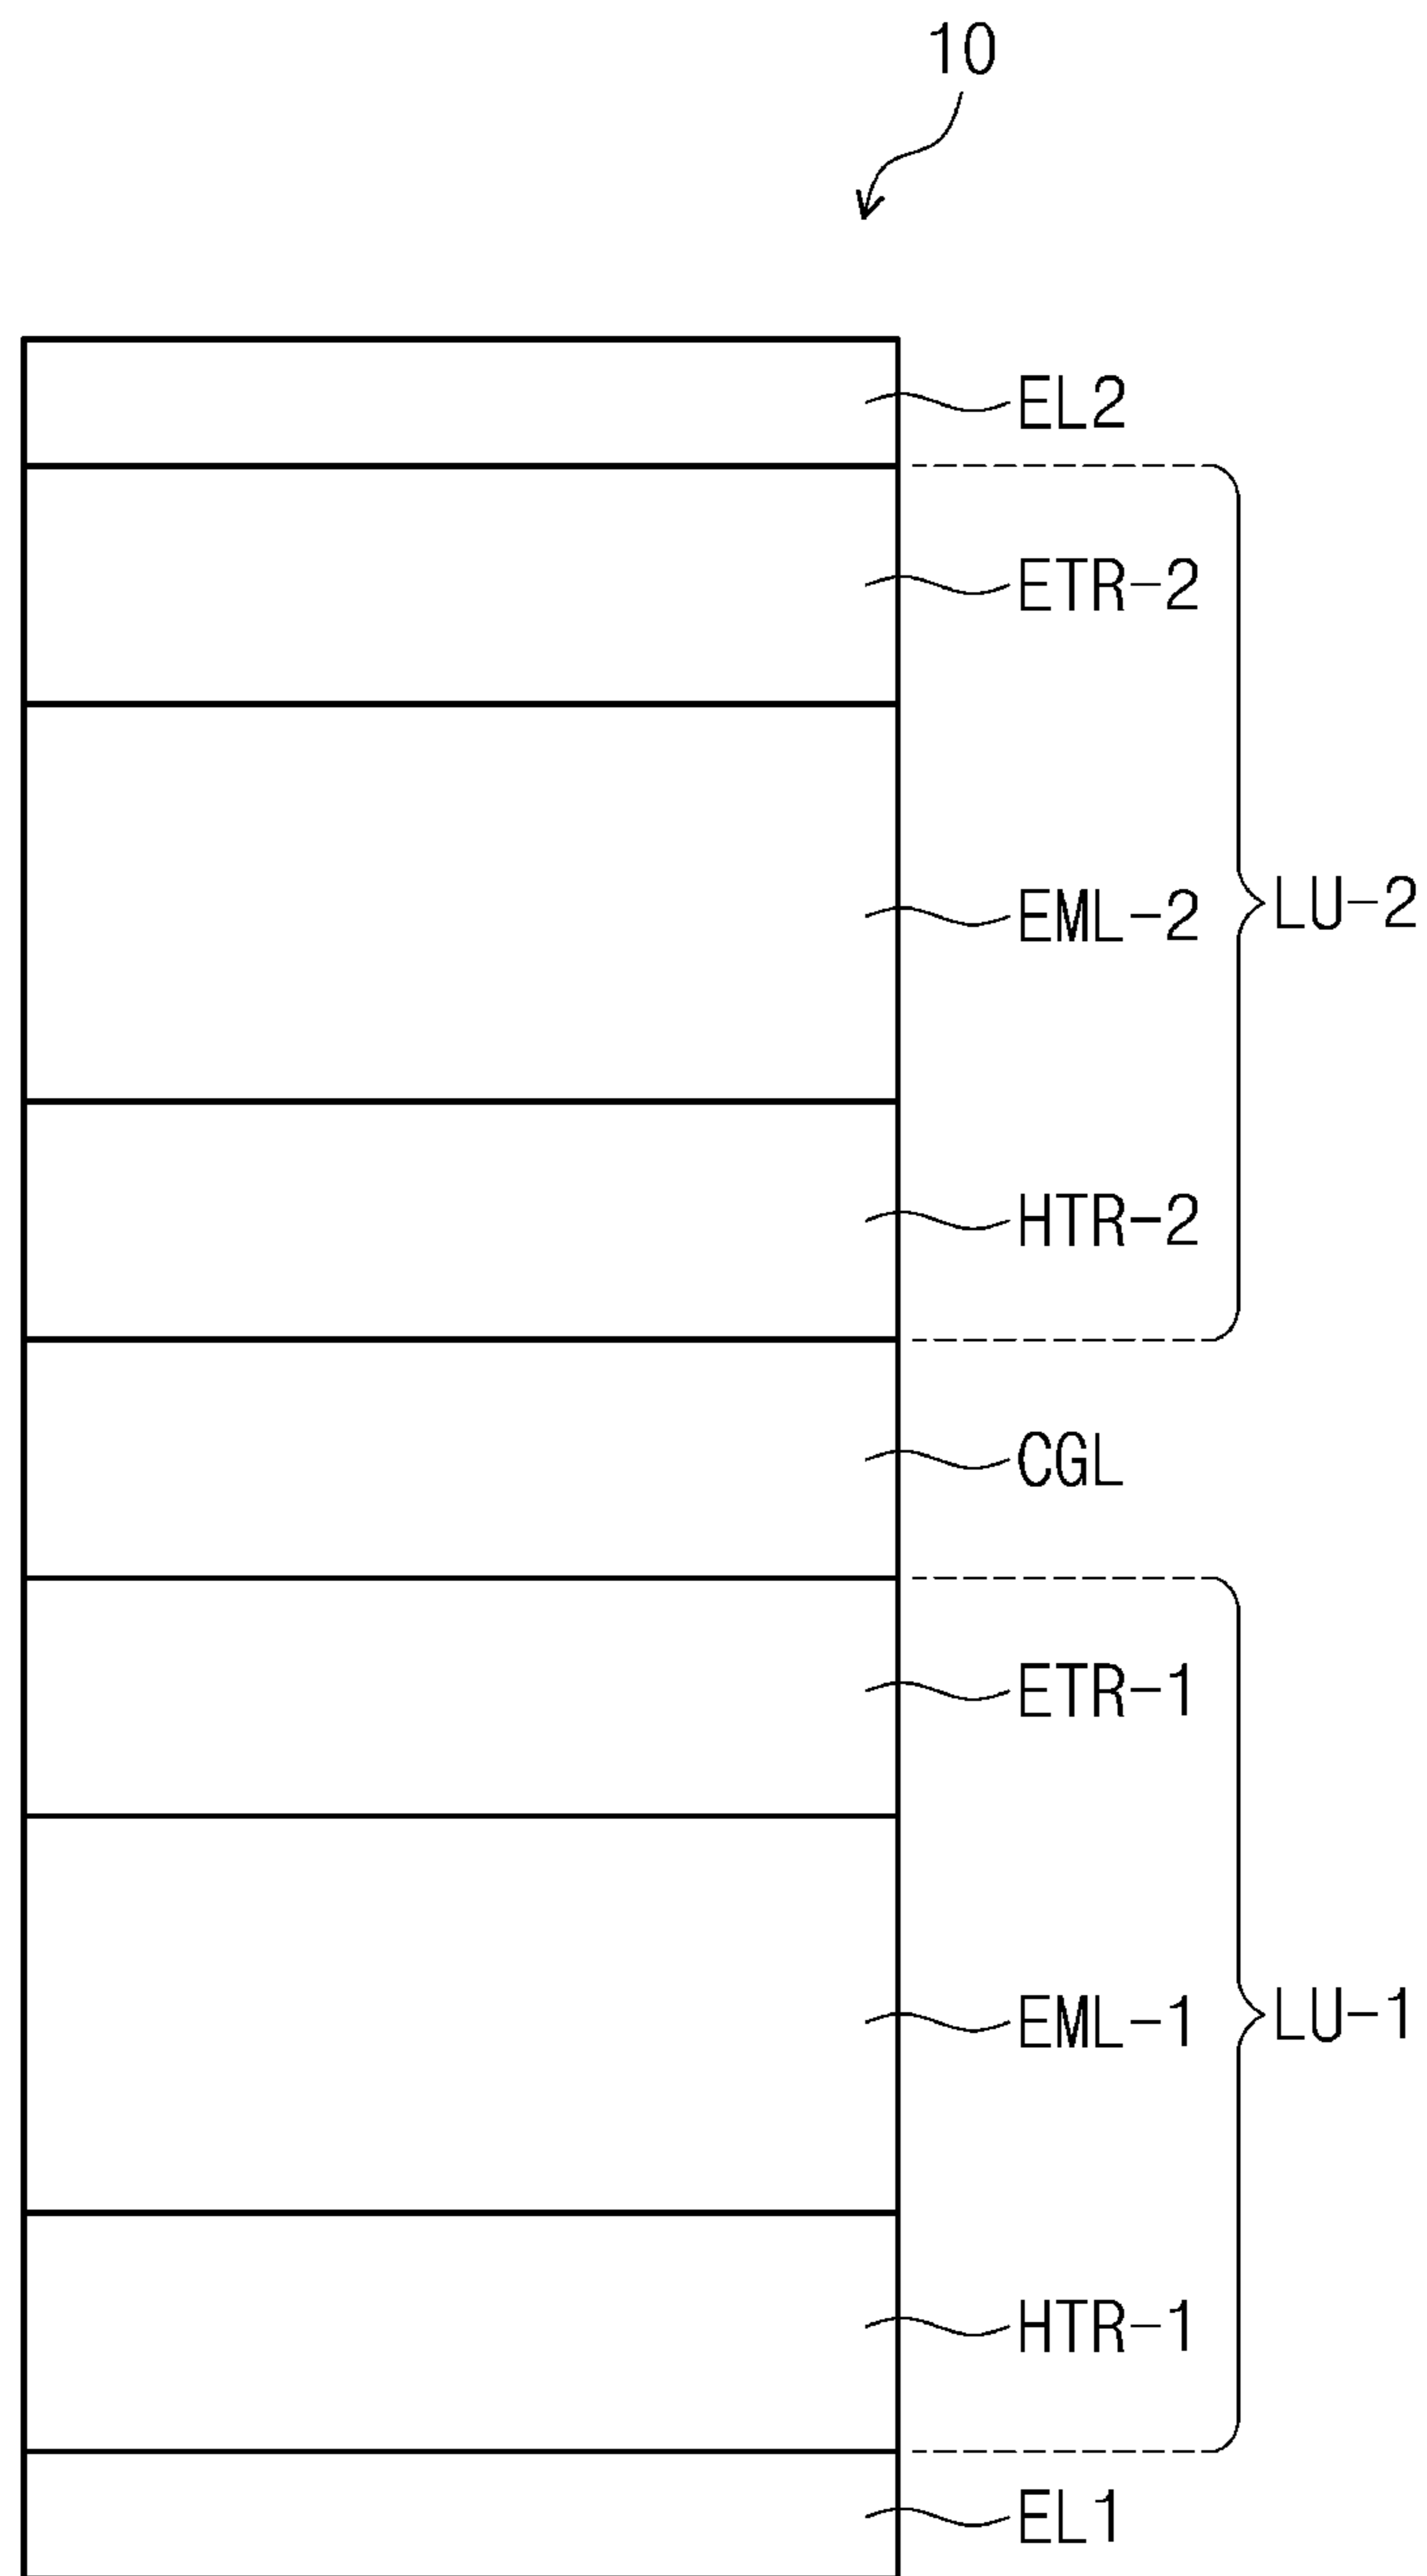 10
EL2
ETR-2
EML-2
LU-2
HTR-2
CGL
ETR-1
EML-1
LU-1
HTR-1
EL1